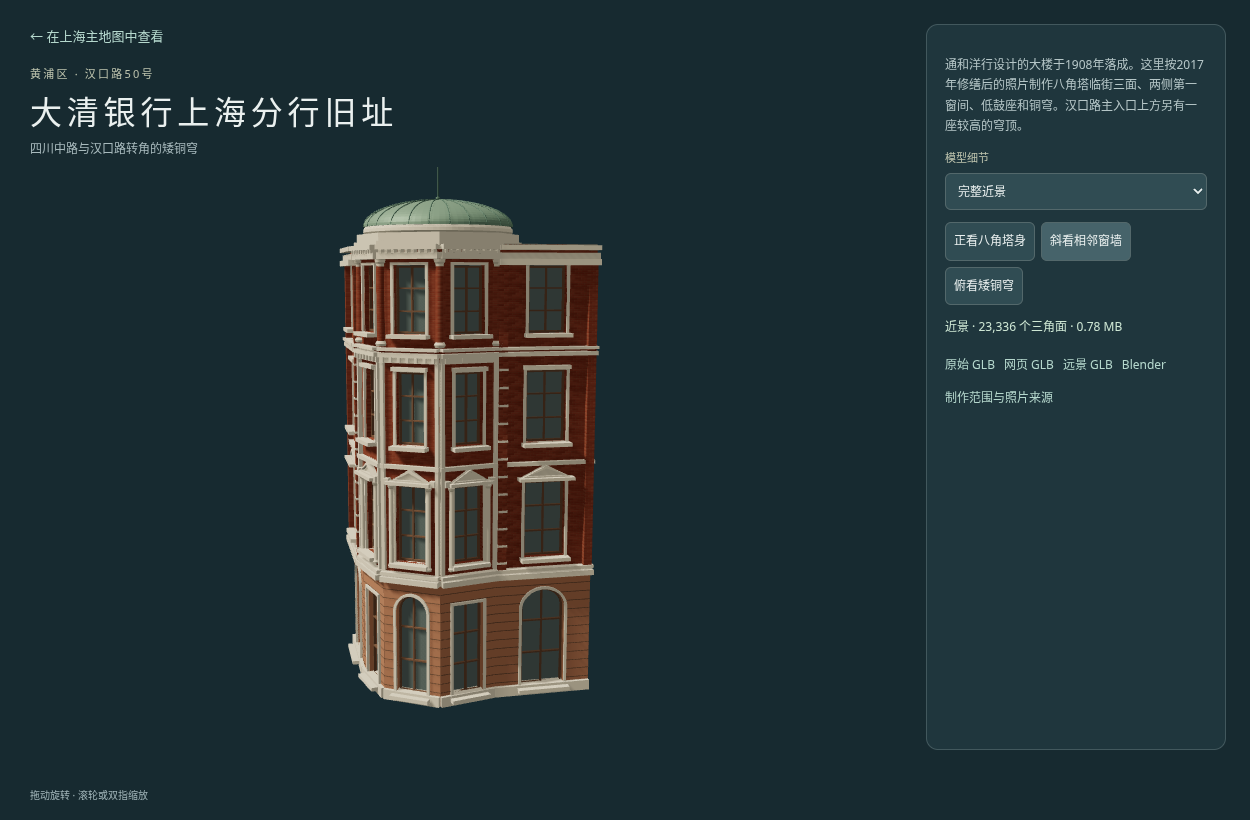 ← 在上海主地图中查看
黄浦区 · 汉口路50号
大清银行上海分行旧址
四川中路与汉口路转角的矮铜穹
通和洋行设计的大楼于1908年落成。这里按2017
年修缮后的照片制作八角塔临街三面、两侧第一
窗间、低鼓座和铜穹。汉口路主入口上方另有一
座较高的穹顶。
模型细节
完整近景
正看八角塔身 斜看相邻窗墙
俯看矮铜穹
近景 · 23,336 个三角面 · 0.78 MB
原始 GLB 网页 GLB 远景 GLB Blender
制作范围与照片来源
拖动旋转 · 滚轮或双指缩放